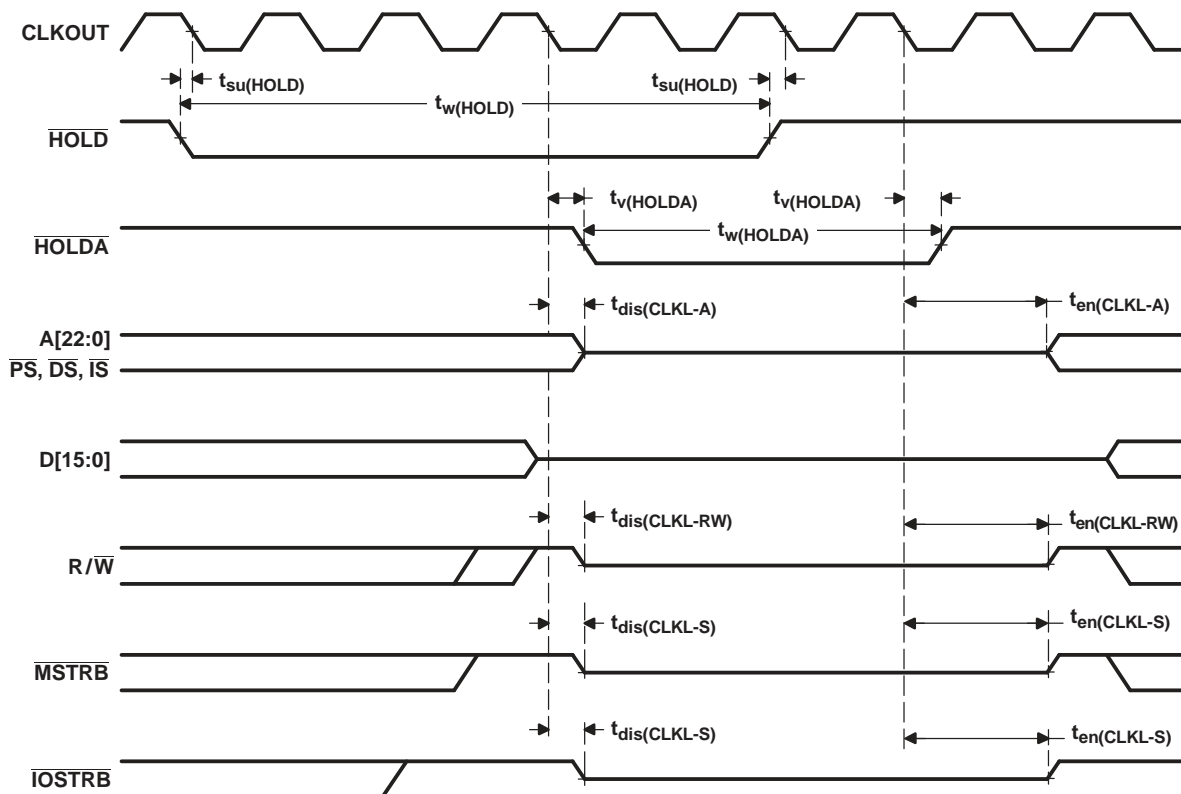 CLKOUT
tsu(HOLD) tsu(HOLD)
tw(HOLD)
HOLD
tv(HOLDA) tv(HOLDA)
tw(HOLDA)
HOLDA
tdis(CLKL-A) ten(CLKL-A)
A[22:0]
PS, DS, IS
D[15:0]
tdis(CLKL-RW) ten(CLKL-RW)
R/W
tdis(CLKL-S) ten(CLKL-S)
MSTRB
tdis(CLKL-S) ten(CLKL-S)
IOSTRB